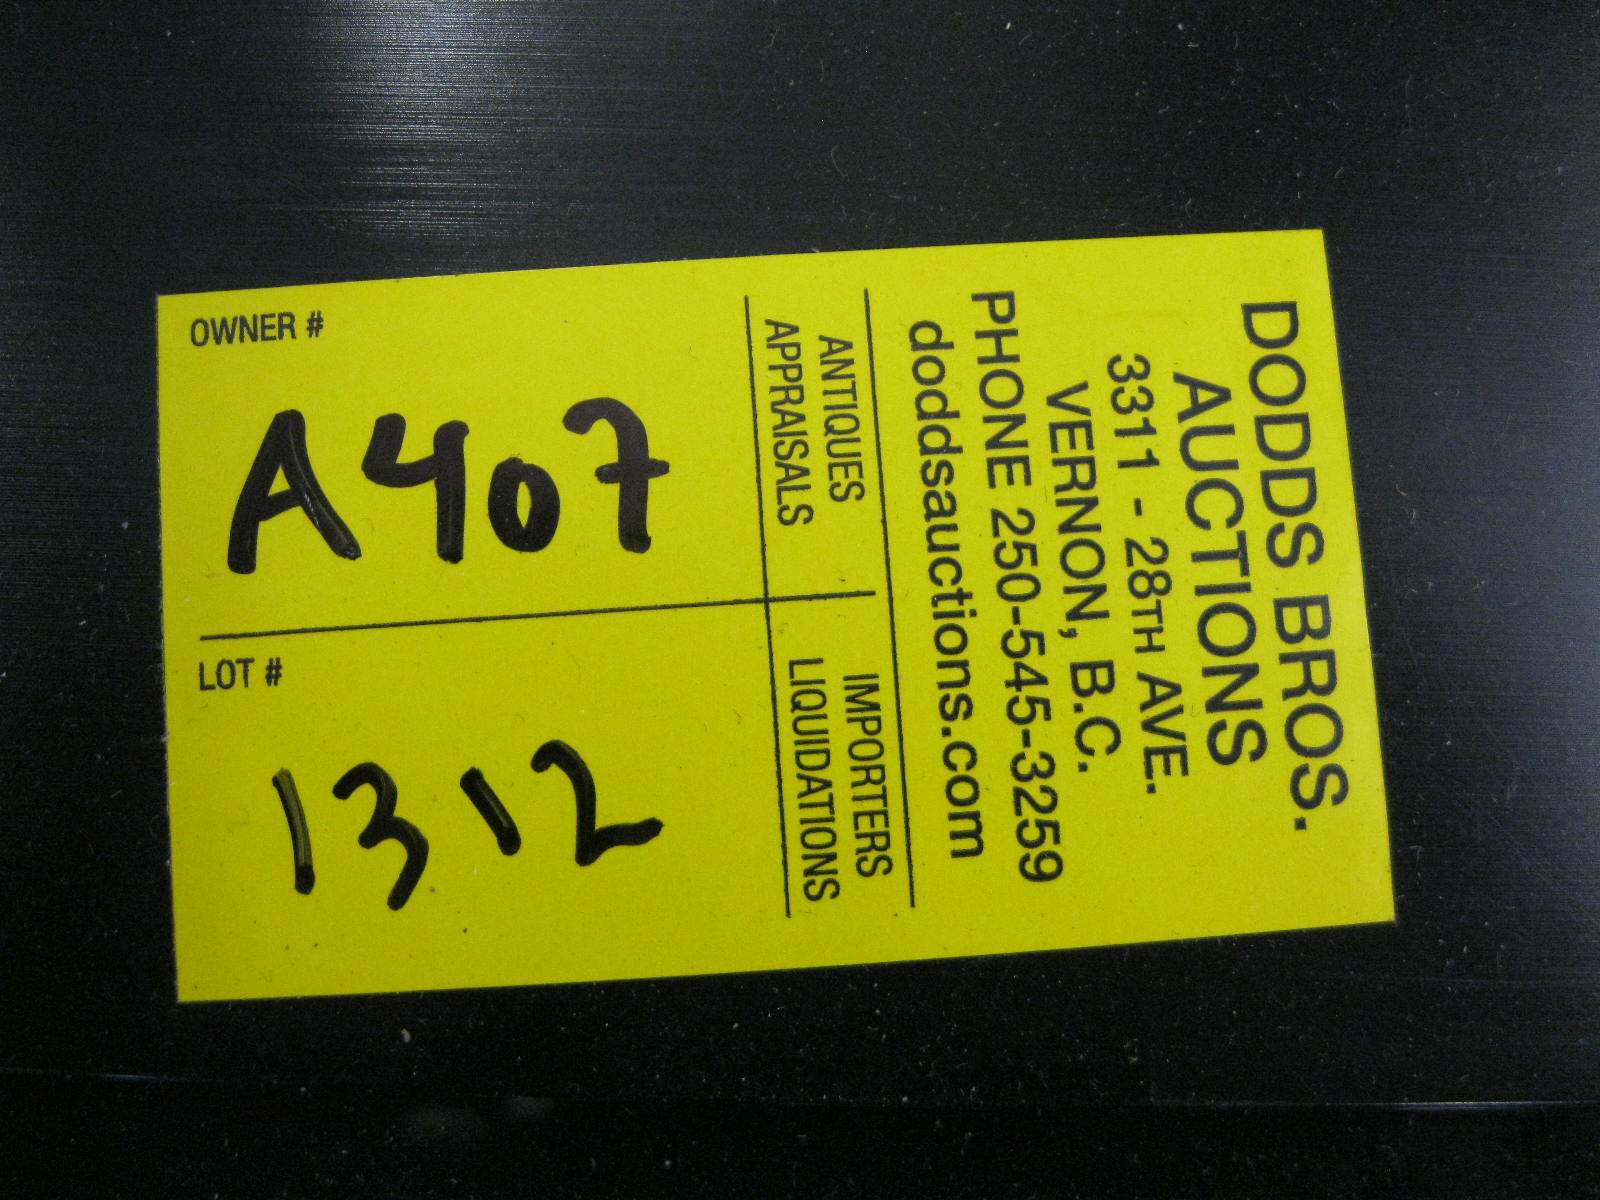 OWNER #
A407
LOT #
1312
ANTIQUES
APPRAISALS
IMPORTERS
LIQUIDATIONS
DODDS BROS.
AUCTIONS
3311 - 28TH AVE.
VERNON, B.C.
PHONE 250-545-3259
doddsauctions.com